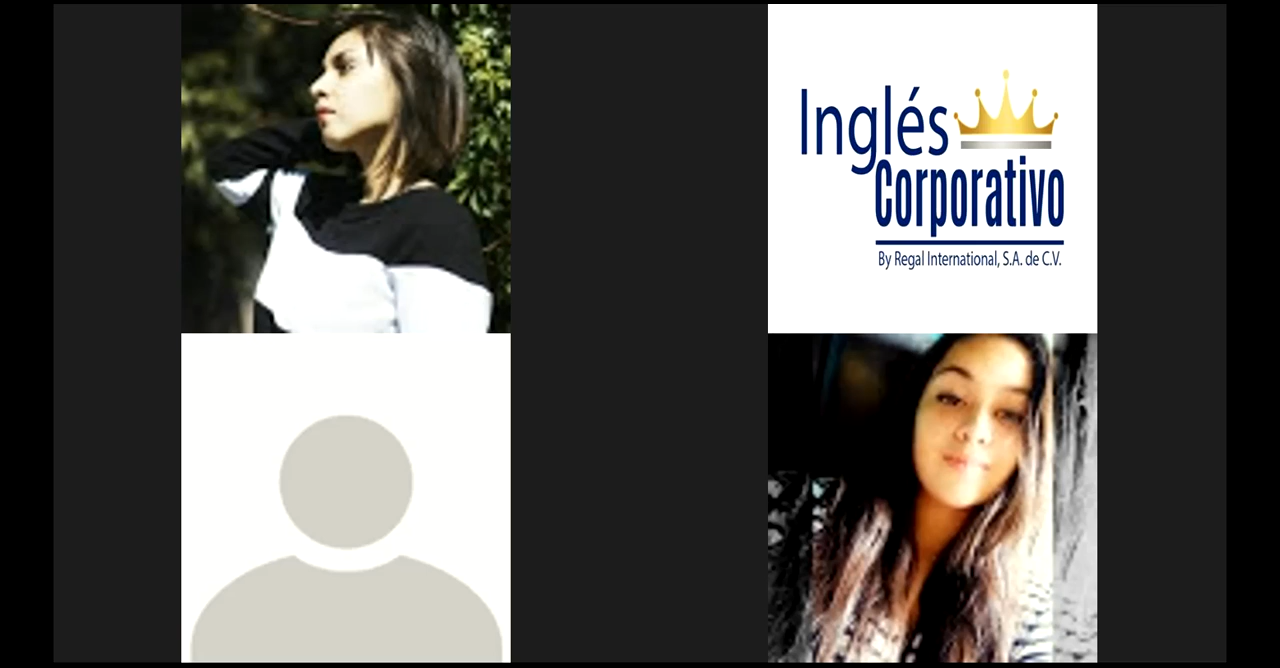 Inglés
Corporativo
By Regal International, S.A. de C.V.